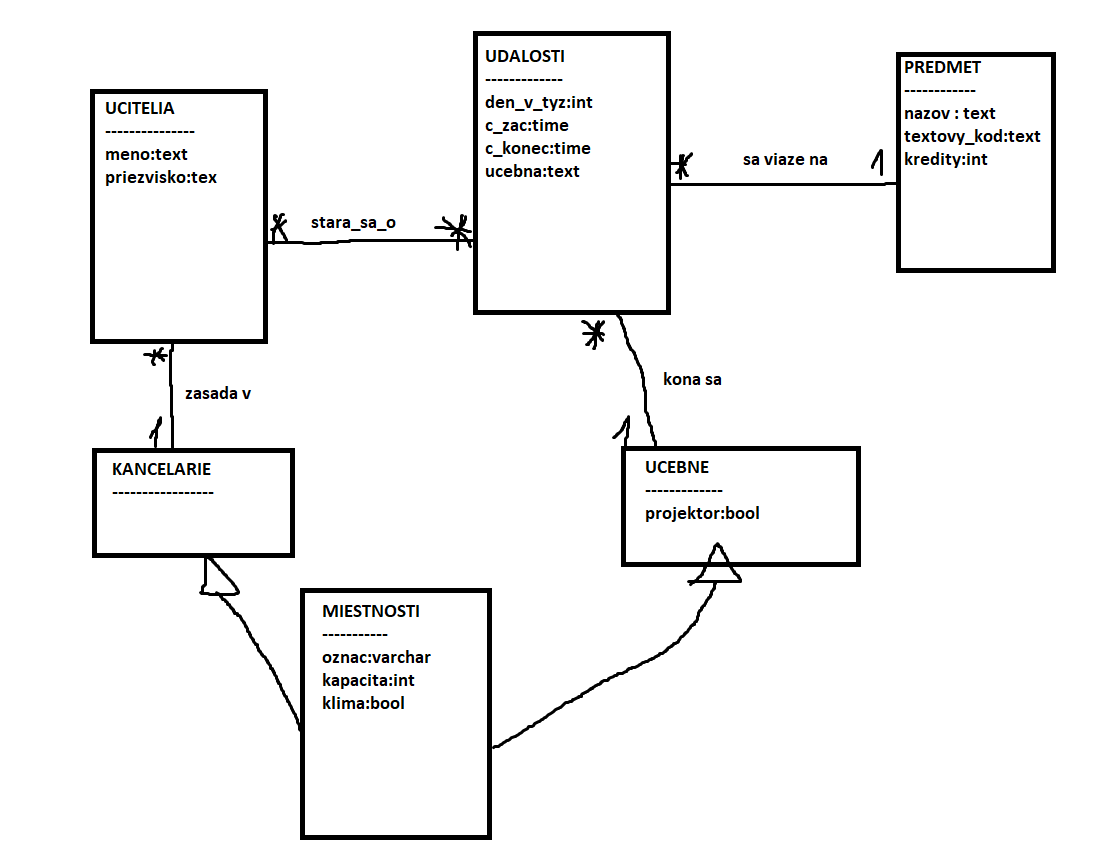 UCITELIA
---------------
meno:text
priezvisko:tex
*
stara_sa_o
*
UDALOSTI
-------------
den_v_tyz:int
c_zac:time
c_konec:time
ucebna:text
*
sa viaze na
1
PREDMET
------------
nazov : text
textovy_kod:text
kredity:int
*
zasada v
1
*
kona sa
1
KANCELARIE
-----------------
UCEBNE
-------------
projektor:bool
MIESTNOSTI
-----------
oznac:varchar
kapacita:int
klima:bool